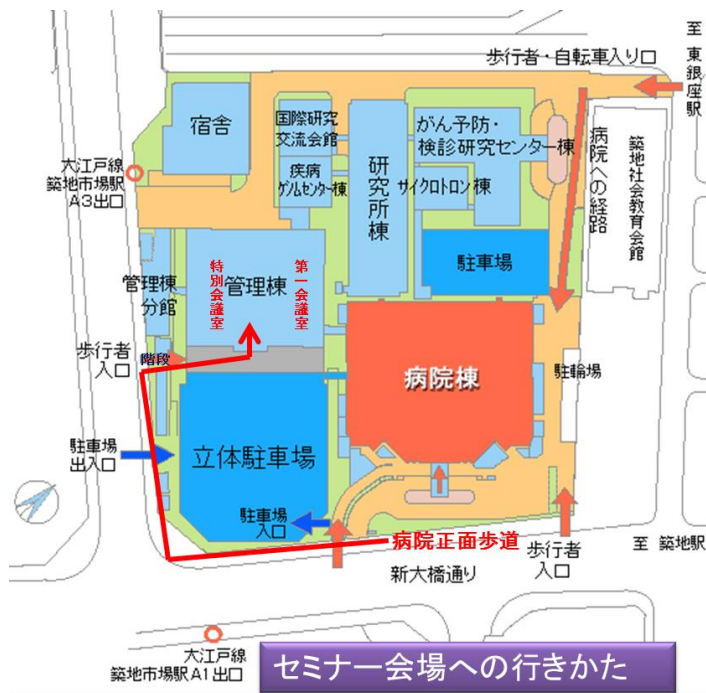 至
東
銀
座
駅
歩行者・自転車入り口
宿舎
国際研究
交流会館
疾病
ゲノムセンター棟
研
究
所
棟
がん予防・
検診研究センター棟
サイクロトロン棟
病
院
へ
の
経
路
築
地
社
会
教
育
会
館
大江戸線
築地市場駅
A3出口
駐車場
管理棟
分館
特
別
会
議
室
管理棟
第
一
会
議
室
歩行者
入口
階段
病院棟
駐輪場
駐車場
出入口
立体駐車場
駐車場
入口
病院正面歩道
歩行者
入口
至 築地駅
新大橋通り
大江戸線
築地市場駅A1出口
セミナー会場への行きかた